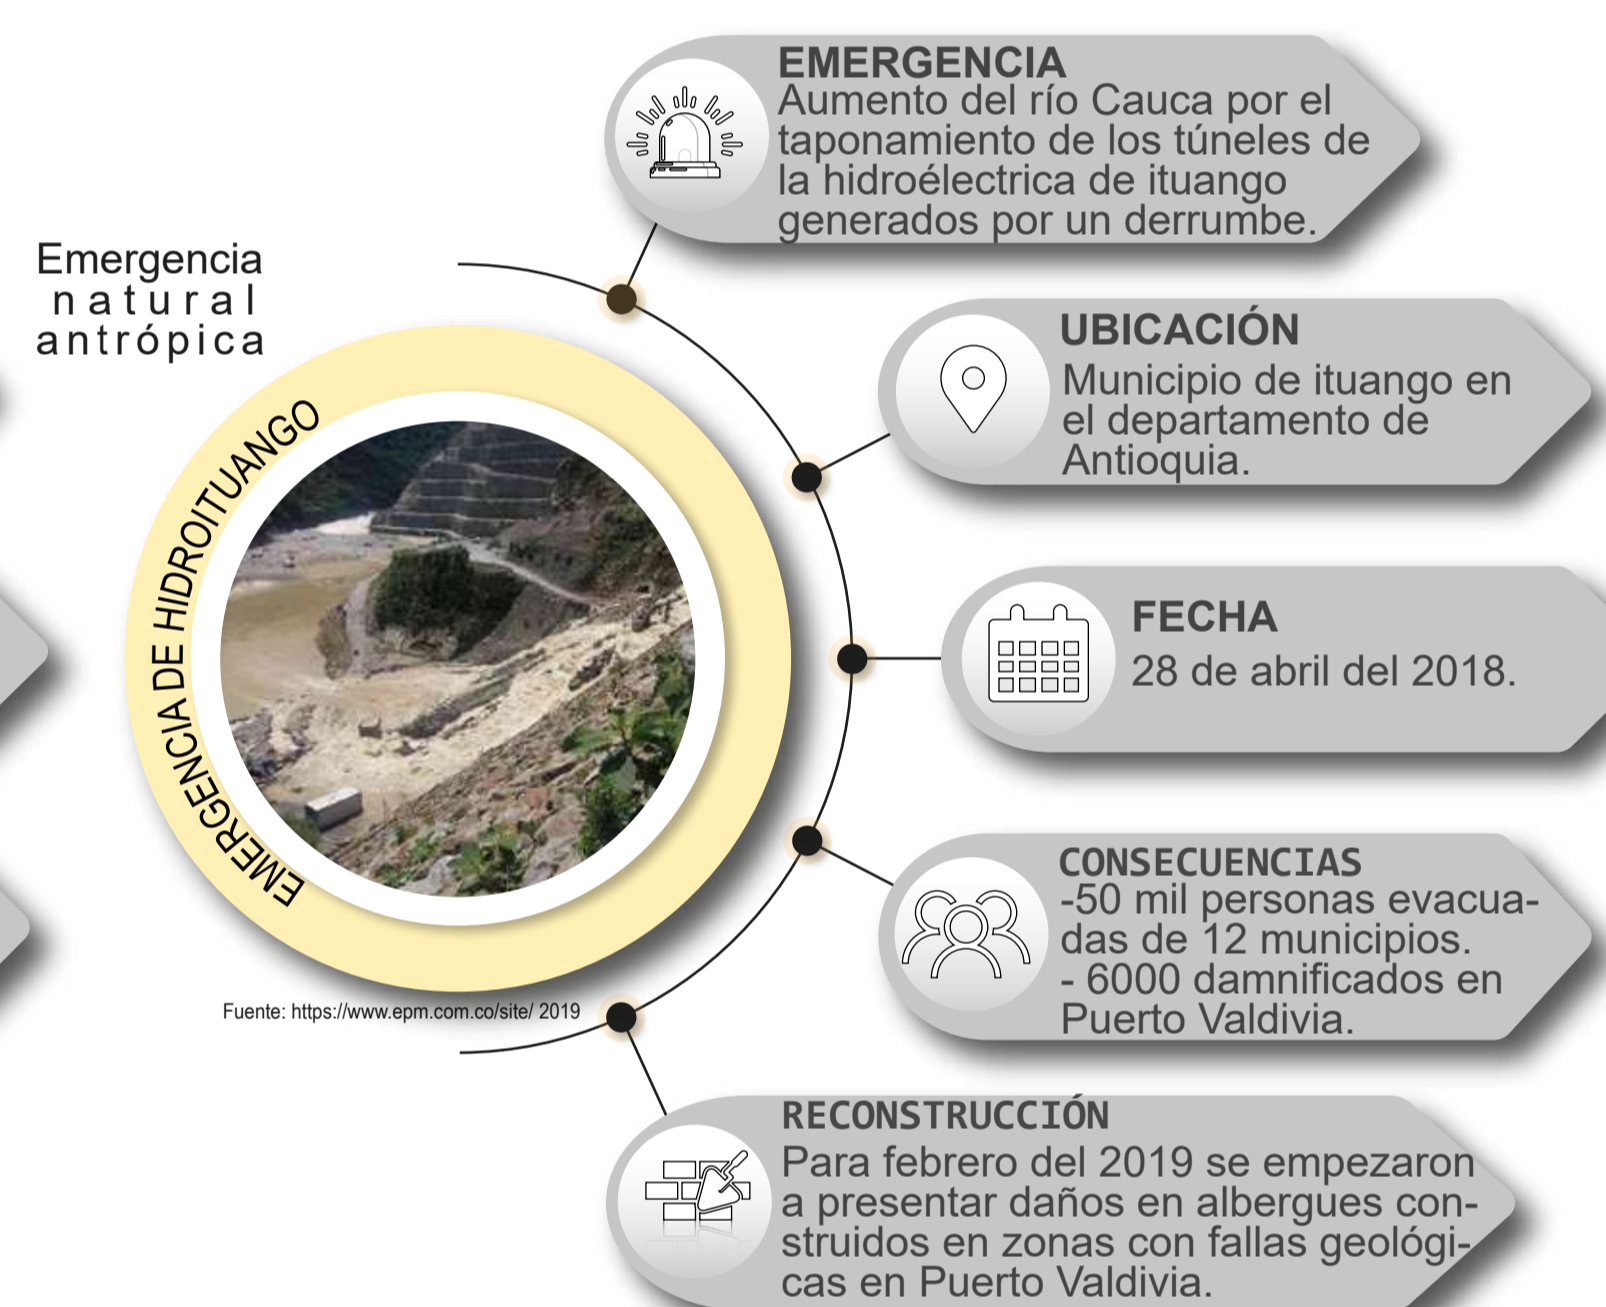 Emergencia
natural
antrópica
EMERGENCIA DE HIDROITUANGO
Fuente: https://www.epm.com.co/site/ 2019
EMERGENCIA
Aumento del río Cauca por el
taponamiento de los túneles de
la hidroélectrica de ituango
generados por un derrumbe.
UBICACIÓN
Municipio de ituango en
el departamento de
Antioquia.
FECHA
28 de abril del 2018.
CONSECUENCIAS
-50 mil personas evacua-
das de 12 municipios.
- 6000 damnificados en
Puerto Valdivia.
RECONSTRUCCIÓN
Para febrero del 2019 se empezaron
a presentar daños en albergues con-
struidos en zonas con fallas geológi-
cas en Puerto Valdivia.